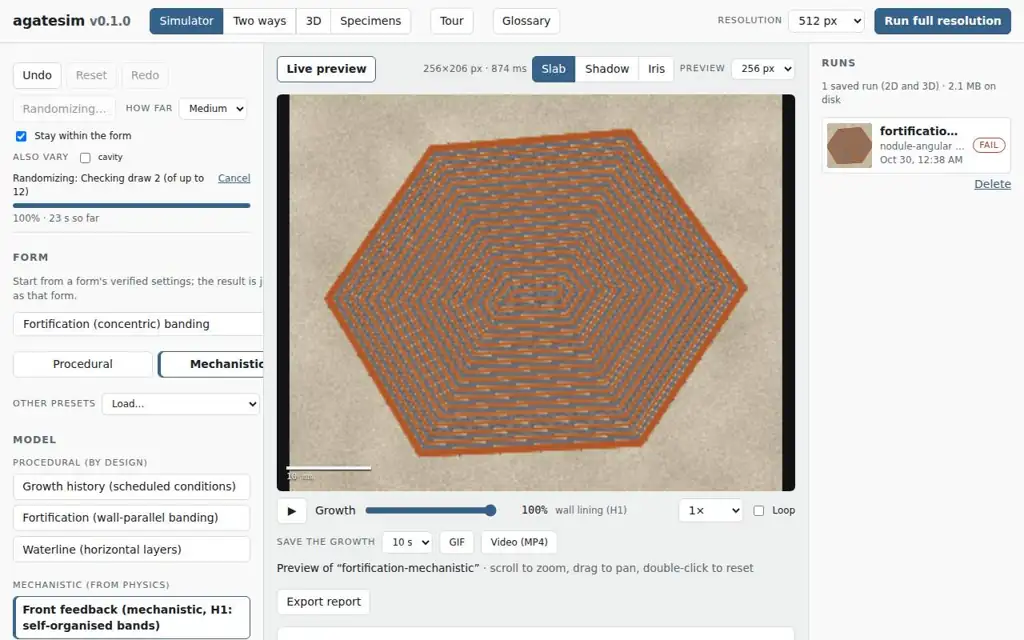 agatesim v0.1.0
Simulator Two ways 3D Specimens Tour Glossary RESOLUTION 512 px Run full resolution
Undo Reset Redo
Randomizing... HOW FAR Medium
Stay within the form
ALSO VARY cavity
Randomizing: Checking draw 2 (of up to 12) Cancel
100% · 23 s so far
FORM
Start from a form's verified settings; the result is j
as that form.
Fortification (concentric) banding
Procedural Mechanistic
OTHER PRESETS Load...
MODEL
PROCEDURAL (BY DESIGN)
Growth history (scheduled conditions)
Fortification (wall-parallel banding)
Waterline (horizontal layers)
MECHANISTIC (FROM PHYSICS)
Front feedback (mechanistic, H1:
self-organised bands)
Live preview 256×206 px · 874 ms Slab Shadow Iris PREVIEW 256 px
▶ Growth 100% wall lining (H1) 1× Loop
SAVE THE GROWTH 10 s GIF Video (MP4)
Preview of “fortification-mechanistic” · scroll to zoom, drag to pan, double-click to reset
Export report
RUNS
1 saved run (2D and 3D) · 2.1 MB on
disk
fortificatio...
nodule-angular ... FAIL
Oct 30, 12:38 AM
Delete